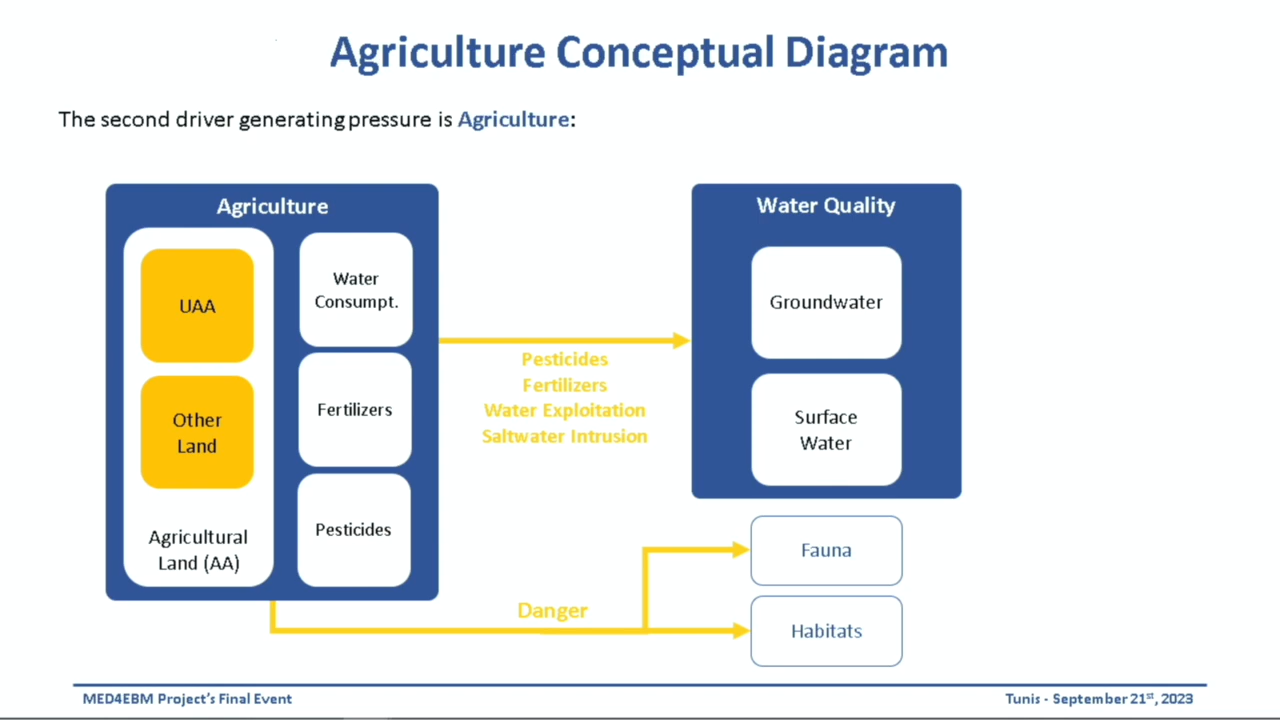 Agriculture Conceptual Diagram
The second driver generating pressure is Agriculture:
Agriculture
UAA
Other
Land
Agricultural
Land (AA)
Water
Consumpt.
Fertilizers
Pesticides
Pesticides
Fertilizers
Water Exploitation
Saltwater Intrusion
Water Quality
Groundwater
Surface
Water
Danger
Fauna
Habitats
MED4EBM Project's Final Event
Tunis - September 21st, 2023